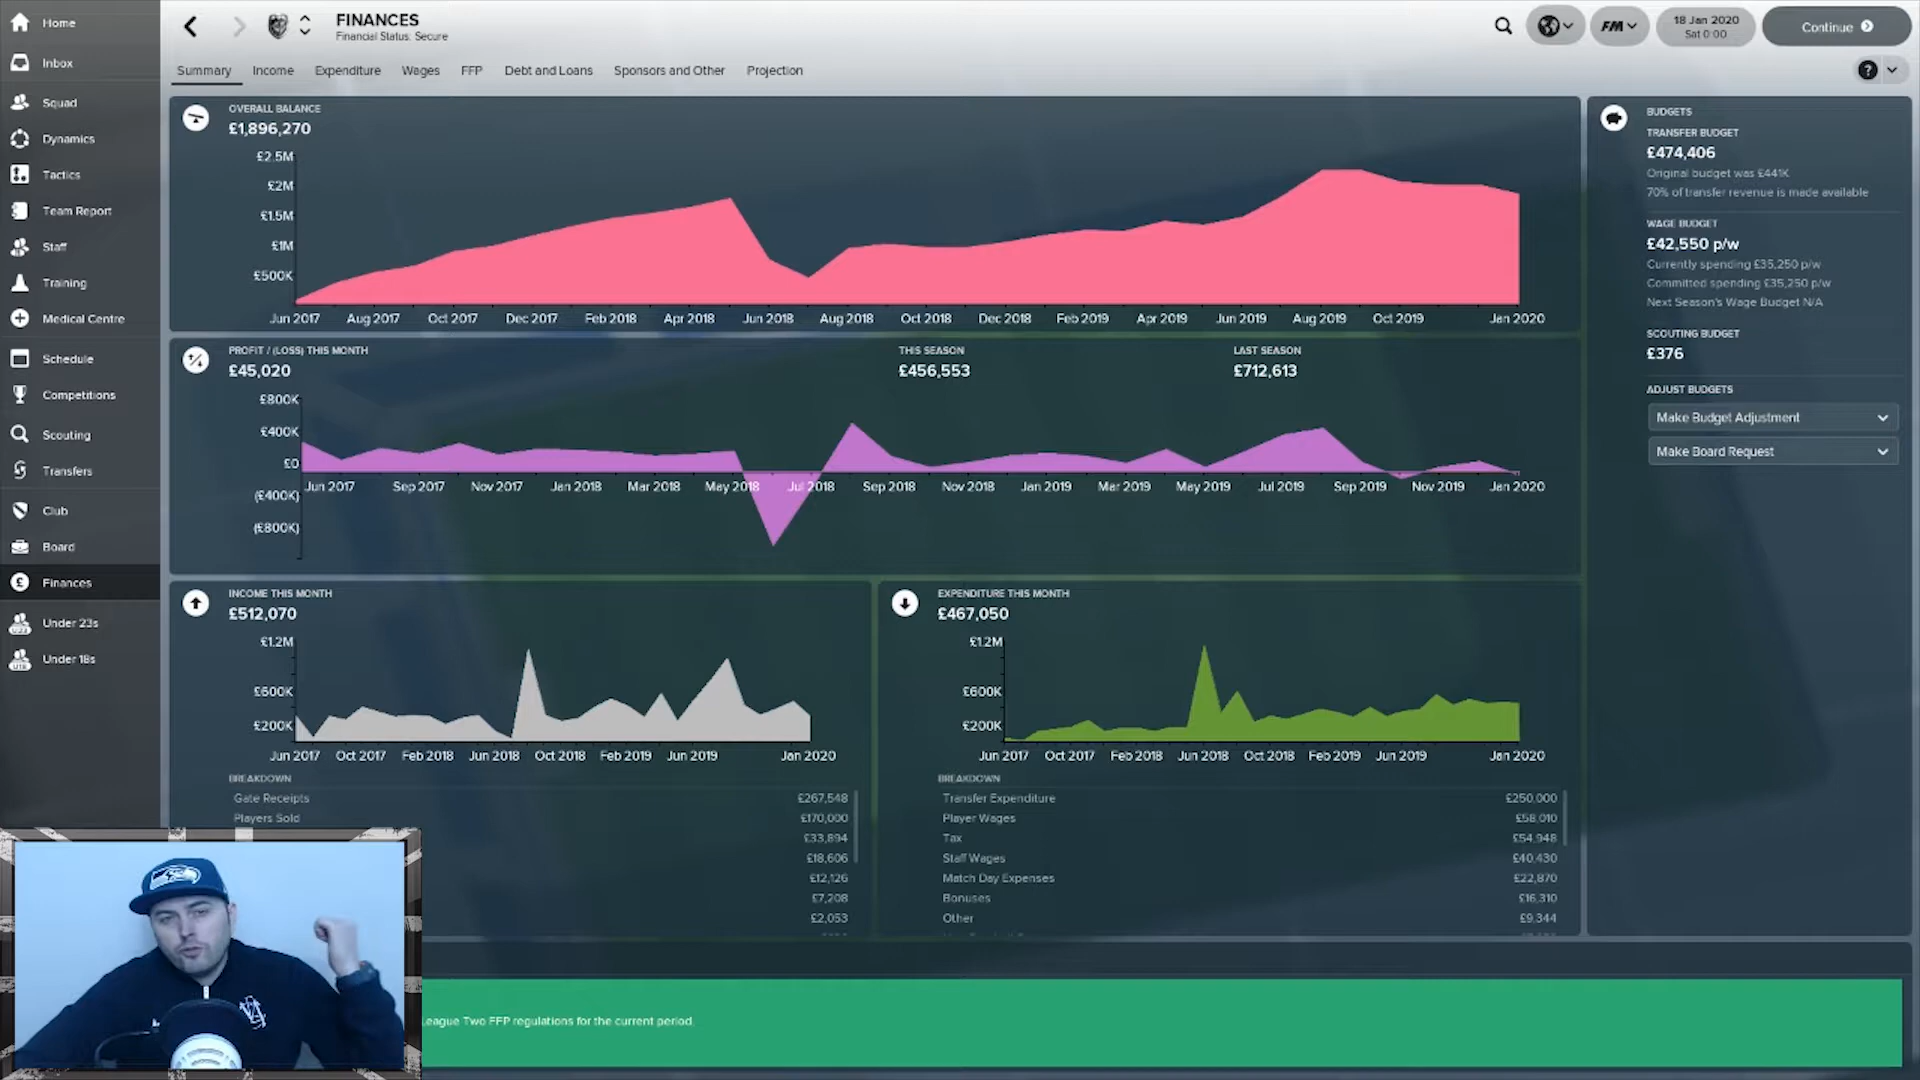 Home
Inbox
Squad
Dynamics
Tactics
Team Report
Staff
Training
Medical Centre
Schedule
Competitions
Scouting
Transfers
Club
Board
Finances
Under 23s
Under 18s
FINANCES
Financial Status: Secure
FM
18 Jan 2020
Sat 0:00
Continue
Summary
Income
Expenditure
Wages
FFP
Debt and Loans
Sponsors and Other
Projection
?
OVERALL BALANCE
£1,896,270
£2.5M
£2M
£1.5M
£1M
£500K
Jun 2017 Aug 2017 Oct 2017 Dec 2017 Feb 2018 Apr 2018 Jun 2018 Aug 2018 Oct 2018 Dec 2018 Feb 2019 Apr 2019 Jun 2019 Aug 2019 Oct 2019 Jan 2020
PROFIT / (LOSS) THIS MONTH
£45,020
THIS SEASON
£456,553
LAST SEASON
£712,613
£800K
£400K
£0
(£400K)
(£800K)
Jun 2017 Sep 2017 Nov 2017 Jan 2018 Mar 2018 May 2018 Jul 2018 Sep 2018 Nov 2018 Jan 2019 Mar 2019 May 2019 Jul 2019 Sep 2019 Nov 2019 Jan 2020
INCOME THIS MONTH
£512,070
£1.2M
£600K
£200K
Jun 2017 Oct 2017 Feb 2018 Jun 2018 Oct 2018 Feb 2019 Jun 2019 Jan 2020
BREAKDOWN
Gate Receipts £267,548
Players Sold £170,000
£33,894
£18,606
£12,126
£7,208
£2,053
EXPENDITURE THIS MONTH
£467,050
£1.2M
£600K
£200K
Jun 2017 Oct 2017 Feb 2018 Jun 2018 Oct 2018 Feb 2019 Jun 2019 Jan 2020
BREAKDOWN
Transfer Expenditure £250,000
Player Wages £58,010
Tax £54,948
Staff Wages £40,430
Match Day Expenses £22,870
Bonuses £16,310
Other £9,344
BUDGETS
TRANSFER BUDGET
£474,406
Original budget was £441K
70% of transfer revenue is made available
WAGE BUDGET
£42,550 p/w
Currently spending £35,250 p/w
Committed spending £35,250 p/w
Next Season's Wage Budget N/A
SCOUTING BUDGET
£376
ADJUST BUDGETS
Make Budget Adjustment
Make Board Request
League Two FFP regulations for the current period.